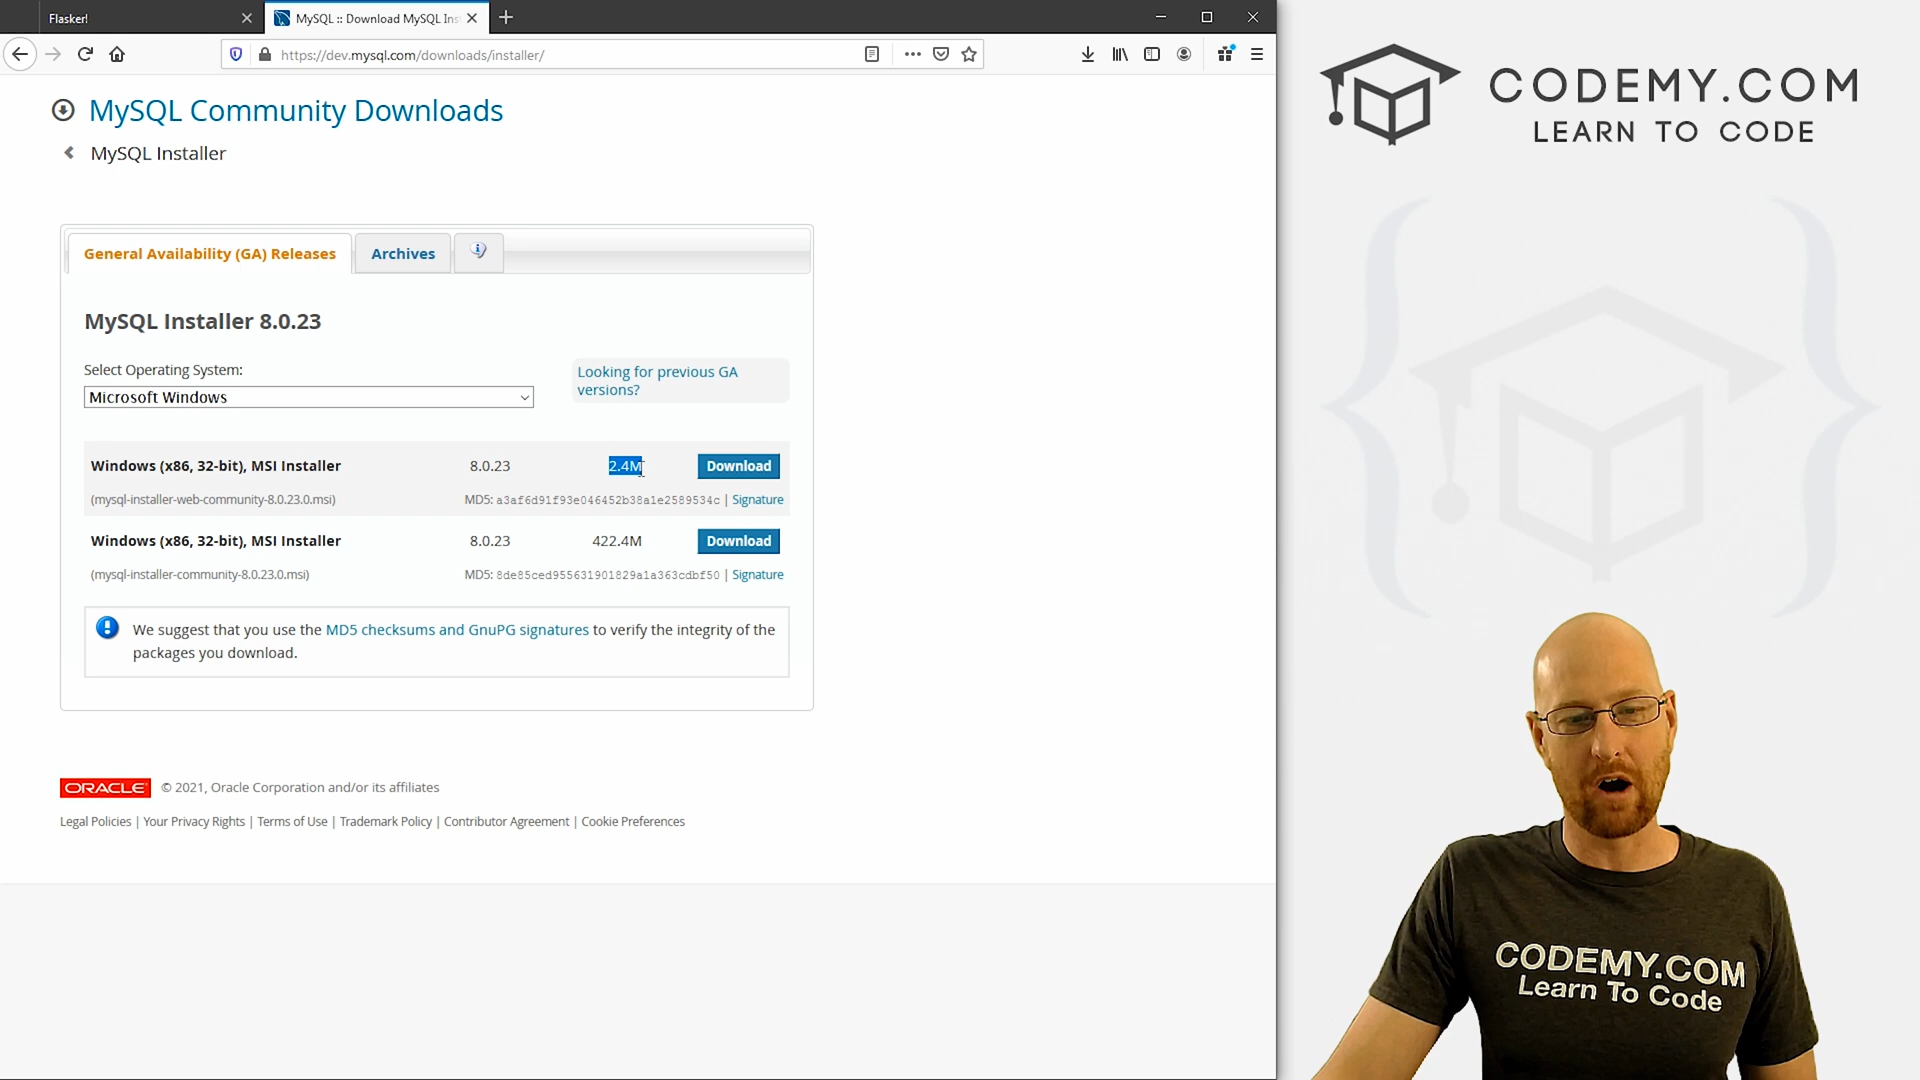 Flasker!
MySQL :: Download MySQL Ins
https://dev.mysql.com/downloads/installer/
MySQL Community Downloads
MySQL Installer
General Availability (GA) Releases
Archives
MySQL Installer 8.0.23
Select Operating System:
Microsoft Windows
Looking for previous GA
versions?
Windows (x86, 32-bit), MSI Installer 8.0.23 2.4M Download
(mysql-installer-web-community-8.0.23.0.msi) MD5: a3af6d91f93e046452b38a1e2589534c | Signature
Windows (x86, 32-bit), MSI Installer 8.0.23 422.4M Download
(mysql-installer-community-8.0.23.0.msi) MD5: 8de85ced955631901829a1a363cdbf50 | Signature
We suggest that you use the MD5 checksums and GnuPG signatures to verify the integrity of the
packages you download.
ORACLE © 2021, Oracle Corporation and/or its affiliates
Legal Policies | Your Privacy Rights | Terms of Use | Trademark Policy | Contributor Agreement | Cookie Preferences
CODEMY.COM
LEARN TO CODE
CODEMY.COM
Learn To Code